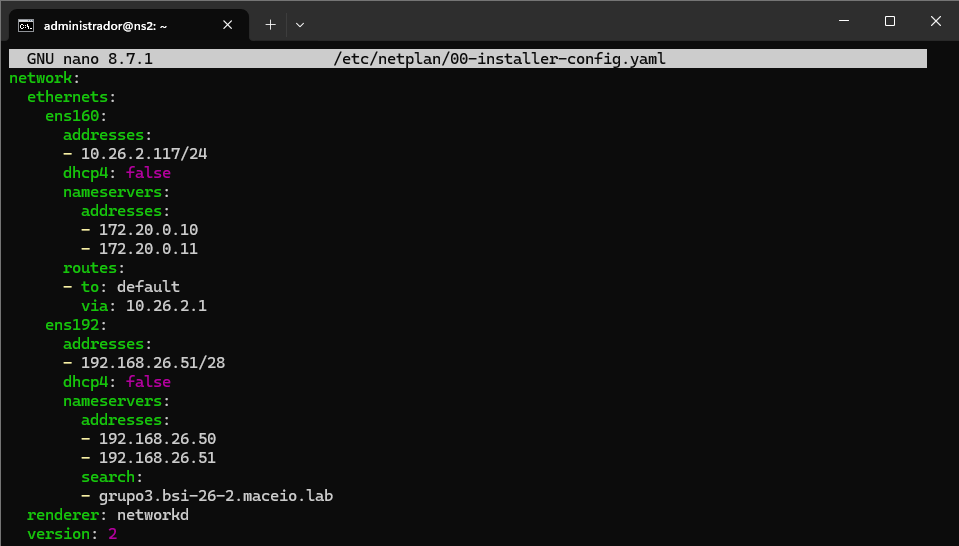 administrador@ns2: ~
GNU nano 8.7.1 /etc/netplan/00-installer-config.yaml
network:
  ethernets:
    ens160:
      addresses:
      - 10.26.2.117/24
      dhcp4: false
      nameservers:
        addresses:
        - 172.20.0.10
        - 172.20.0.11
      routes:
      - to: default
        via: 10.26.2.1
    ens192:
      addresses:
      - 192.168.26.51/28
      dhcp4: false
      nameservers:
        addresses:
        - 192.168.26.50
        - 192.168.26.51
        search:
        - grupo3.bsi-26-2.maceio.lab
  renderer: networkd
  version: 2